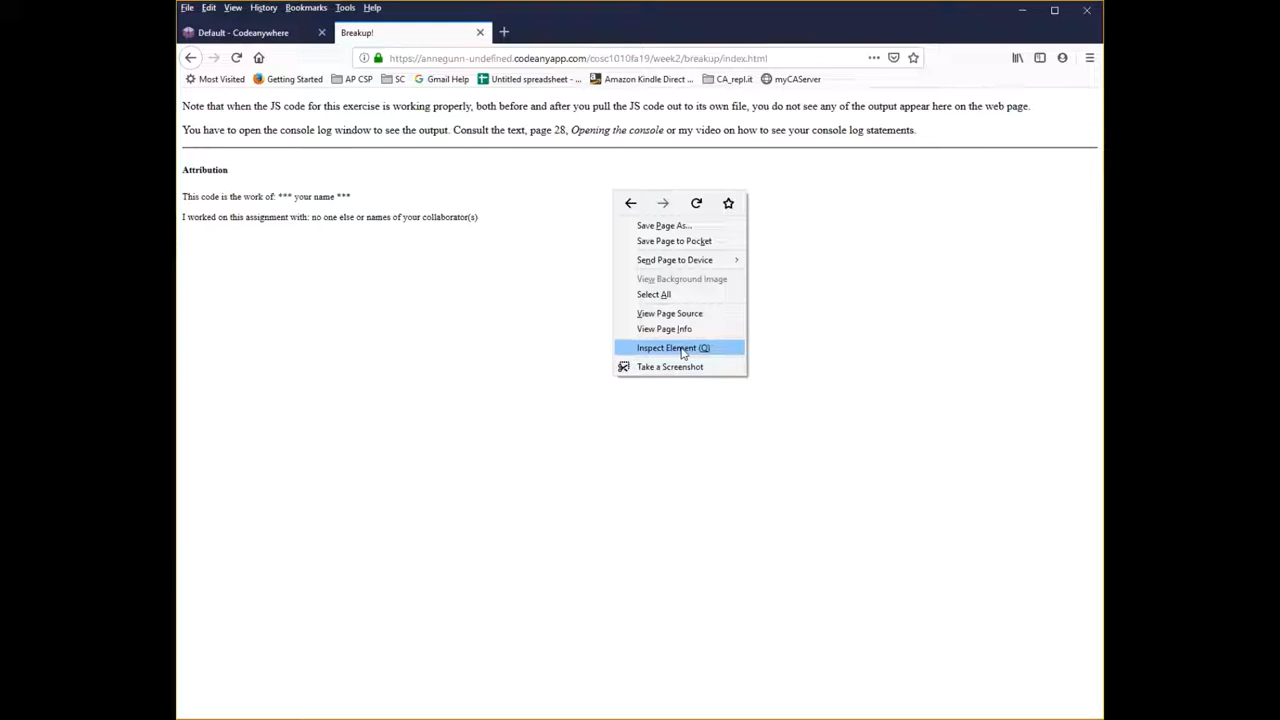 File Edit View History Bookmarks Tools Help
Default - Codeanywhere Breakup!
https://annegunn-undefined.codeanyapp.com/cosc1010fa19/week2/breakup/index.html
Most Visited Getting Started AP CSP SC Gmail Help Untitled spreadsheet - ... Amazon Kindle Direct ... CA_repl.it myCAServer
Note that when the JS code for this exercise is working properly, both before and after you pull the JS code out to its own file, you do not see any of the output appear here on the web page.
You have to open the console log window to see the output. Consult the text, page 28, Opening the console or my video on how to see your console log statements.
Attribution
This code is the work of: *** your name ***
I worked on this assignment with: no one else or names of your collaborator(s)
Save Page As...
Save Page to Pocket
Send Page to Device
View Background Image
Select All
View Page Source
View Page Info
Inspect Element (Q)
Take a Screenshot